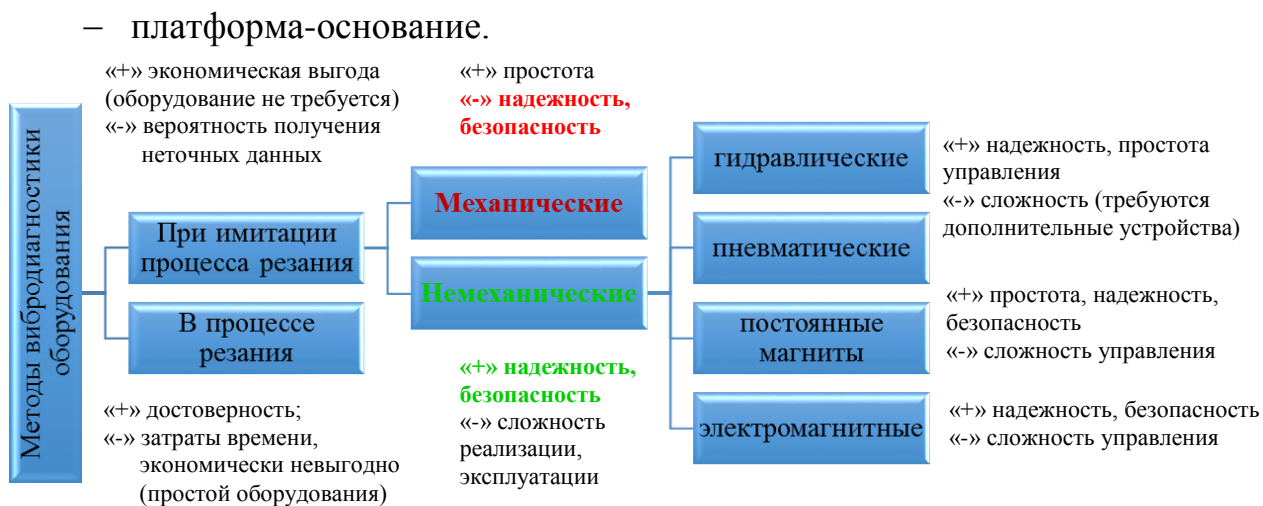 – платформа-основание.
«+» экономическая выгода
(оборудование не требуется)
«-» вероятность получения
неточных данных
«+» простота
«-» надежность,
безопасность
Методы вибродиагностики
оборудования
При имитации
процесса резания
В процессе
резания
«+» достоверность;
«-» затраты времени,
экономически невыгодно
(простой оборудования)
Механические
Немеханические
«+» надежность,
безопасность
«-» сложность
реализации,
эксплуатации
гидравлические
пневматические
постоянные
магниты
электромагнитные
«+» надежность, простота
управления
«-» сложность (требуются
дополнительные устройства)
«+» простота, надежность,
безопасность
«-» сложность управления
«+» надежность, безопасность
«-» сложность управления